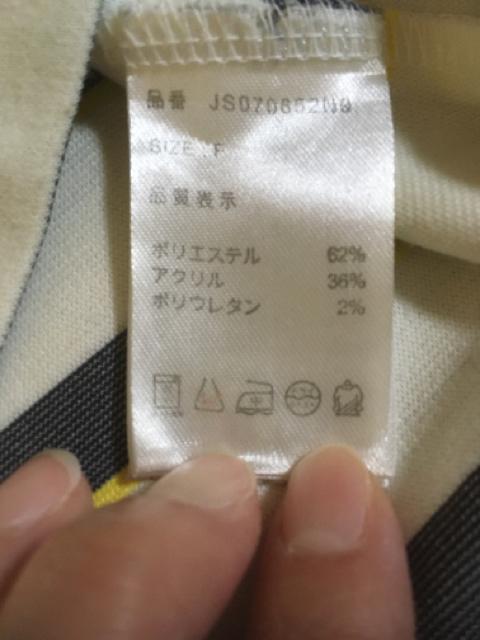 品番 JS070652N0
SIZE:F
品質表示
ポリエステル 62%
アクリル 36%
ポリウレタン 2%